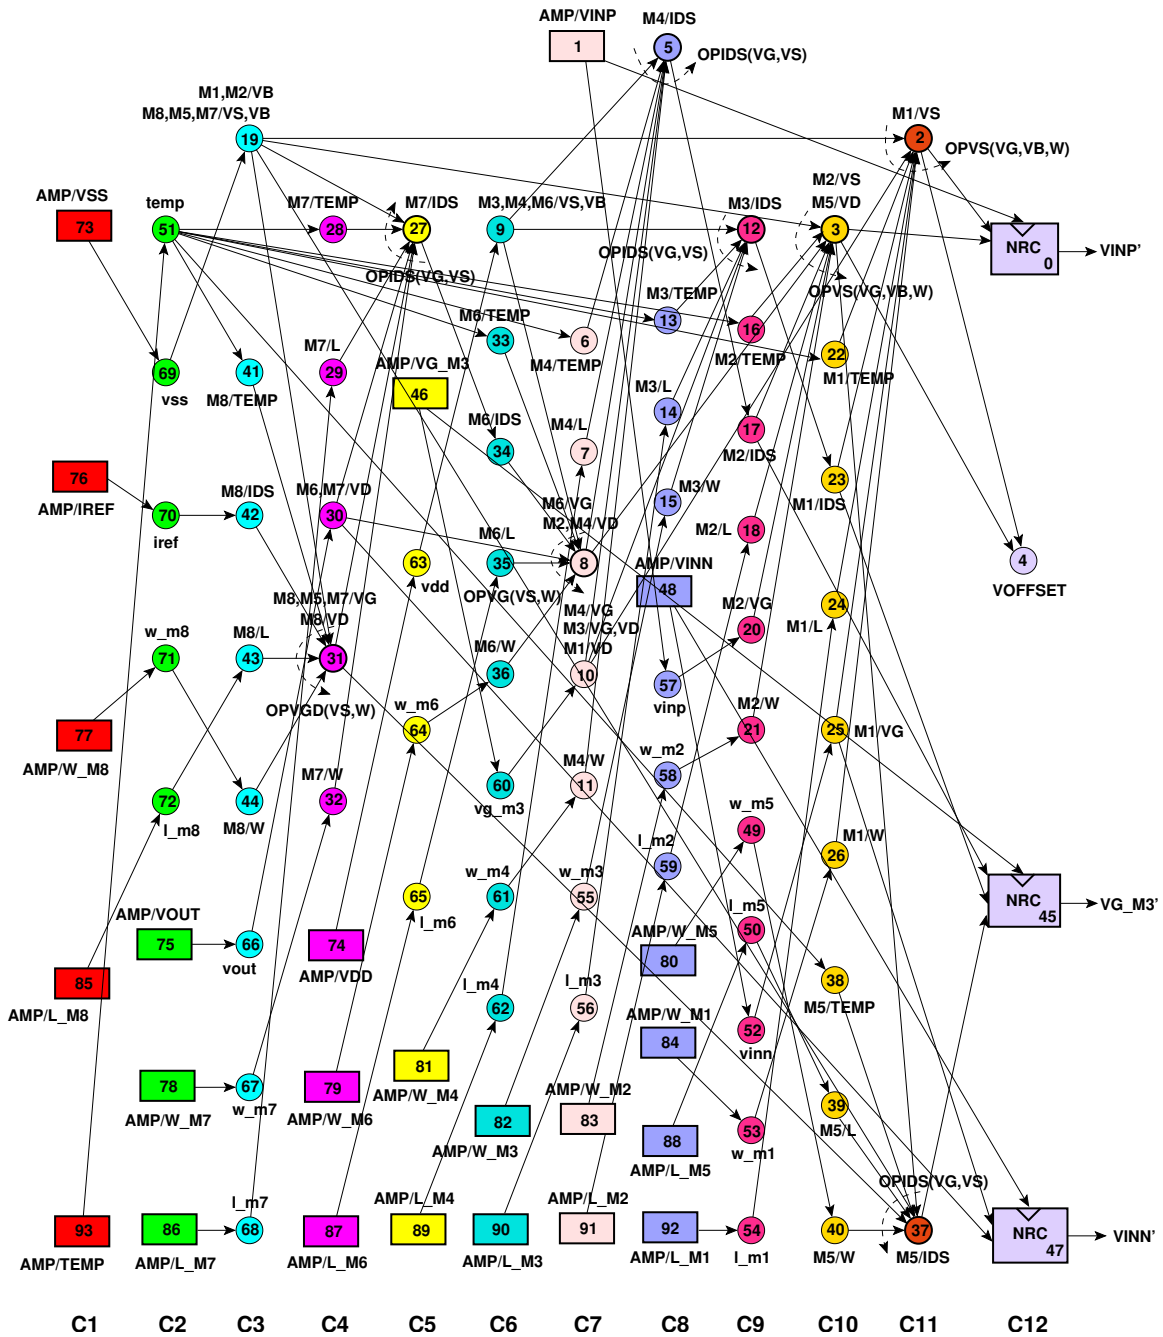 AMP/VINP
1
M4/IDS
5
OPIDS(VG,VS)
M1,M2/VB
M8,M5,M7/VS,VB
19
M1/VS
2
OPVS(VG,VB,W)
AMP/VSS
73
temp
51
M7/TEMP
28
M7/IDS
27
OPIDS(VG,VS)
M3,M4,M6/VS,VB
9
M3/IDS
12
OPIDS(VG,VS)
M2/VS
M5/VD
3
OPVS(VG,VB,W)
NRC
0
VINP'
69
vss
41
M8/TEMP
M7/L
29
AMP/VG_M3
46
M6/TEMP
33
6
M4/TEMP
M3/TEMP
13
16
M2/TEMP
22
M1/TEMP
M6/IDS
34
M4/L
7
M3/L
14
17
M2/IDS
23
M1/IDS
76
AMP/IREF
70
iref
M8/IDS
42
M6,M7/VD
30
63
vdd
M6/L
35
OPVG(VS,W)
M6/VG
M2,M4/VD
8
M3/W
15
AMP/VINN
48
M2/L
18
4
VOFFSET
w_m8
71
M8/L
43
M8,M5,M7/VG
M8/VD
31
OPVGD(VS,W)
M6/W
36
M4/VG
M3/VG,VD
M1/VD
10
57
vinp
M2/VG
20
24
M1/L
77
AMP/W_M8
w_m6
64
M2/W
21
25
M1/VG
72
l_m8
44
M8/W
M7/W
32
60
vg_m3
M4/W
11
w_m2
58
w_m5
49
M1/W
26
65
l_m6
w_m4
61
w_m3
55
l_m2
59
NRC
45
VG_M3'
AMP/VOUT
75
66
vout
74
AMP/VDD
AMP/W_M5
80
l_m5
50
85
AMP/L_M8
l_m4
62
l_m3
56
38
M5/TEMP
AMP/W_M1
84
52
vinn
78
AMP/W_M7
67
w_m7
79
AMP/W_M6
81
AMP/W_M4
82
AMP/W_M3
AMP/W_M2
83
88
AMP/L_M5
53
w_m1
39
M5/L
93
AMP/TEMP
86
AMP/L_M7
l_m7
68
87
AMP/L_M6
AMP/L_M4
89
90
AMP/L_M3
AMP/L_M2
91
92
AMP/L_M1
54
l_m1
40
M5/W
OPIDS(VG,VS)
37
M5/IDS
NRC
47
VINN'
C1 C2 C3 C4 C5 C6 C7 C8 C9 C10 C11 C12